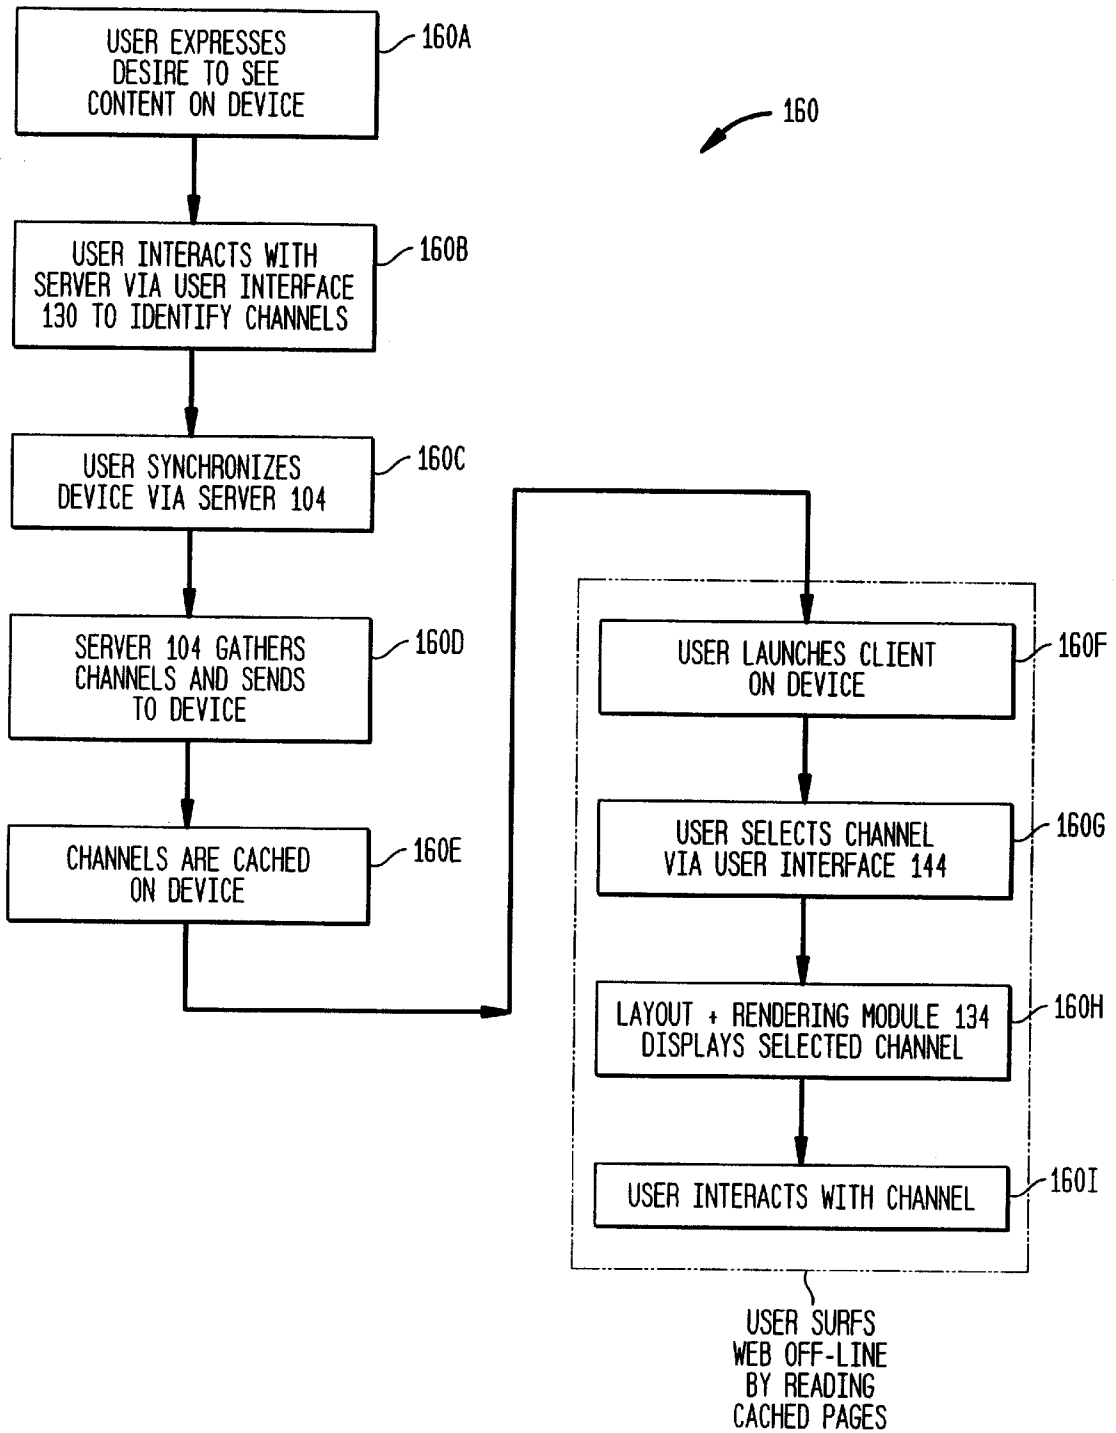 USER EXPRESSES
DESIRE TO SEE
CONTENT ON DEVICE
160A
160
USER INTERACTS WITH
SERVER VIA USER INTERFACE
130 TO IDENTIFY CHANNELS
160B
USER SYNCHRONIZES
DEVICE VIA SERVER 104
160C
SERVER 104 GATHERS
CHANNELS AND SENDS
TO DEVICE
160D
CHANNELS ARE CACHED
ON DEVICE
160E
USER LAUNCHES CLIENT
ON DEVICE
160F
USER SELECTS CHANNEL
VIA USER INTERFACE 144
160G
LAYOUT + RENDERING MODULE 134
DISPLAYS SELECTED CHANNEL
160H
USER INTERACTS WITH CHANNEL
160I
USER SURFS
WEB OFF-LINE
BY READING
CACHED PAGES